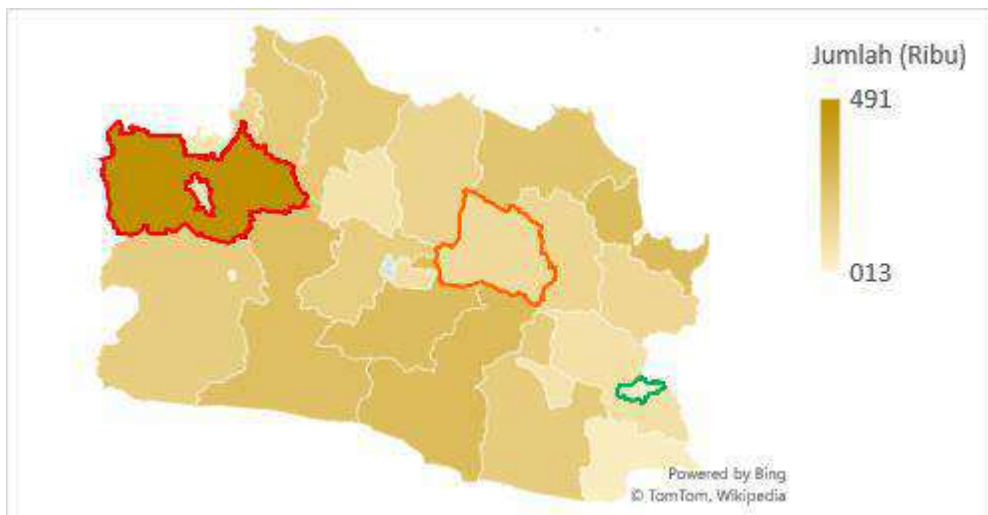 Jumlah (Ribu)
491
013
Powered by Bing
© TomTom, Wikipedia